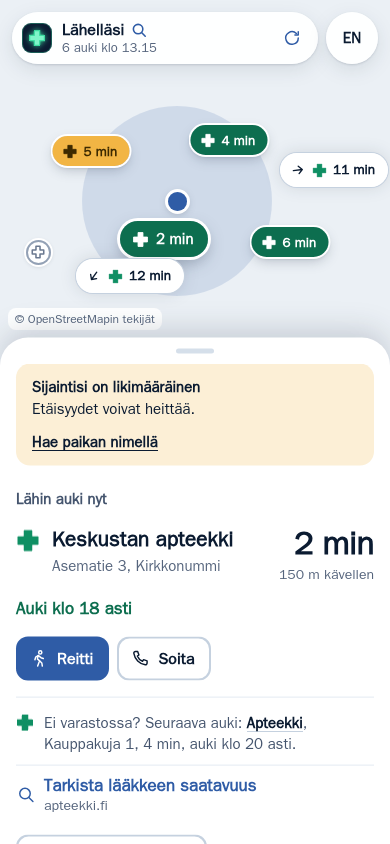 Lähelläsi
6 auki klo 13.15
EN
5 min
4 min
11 min
2 min
6 min
12 min
© OpenStreetMapin tekijät
Sijaintisi on likimääräinen
Etäisyydet voivat heittää.
Hae paikan nimellä
Lähin auki nyt
Keskustan apteekki
2 min
Asematie 3, Kirkkonummi
150 m kävellen
Auki klo 18 asti
Reitti
Soita
Ei varastossa? Seuraava auki: Apteekki,
Kauppakuja 1, 4 min, auki klo 20 asti.
Tarkista lääkkeen saatavuus
apteekki.fi